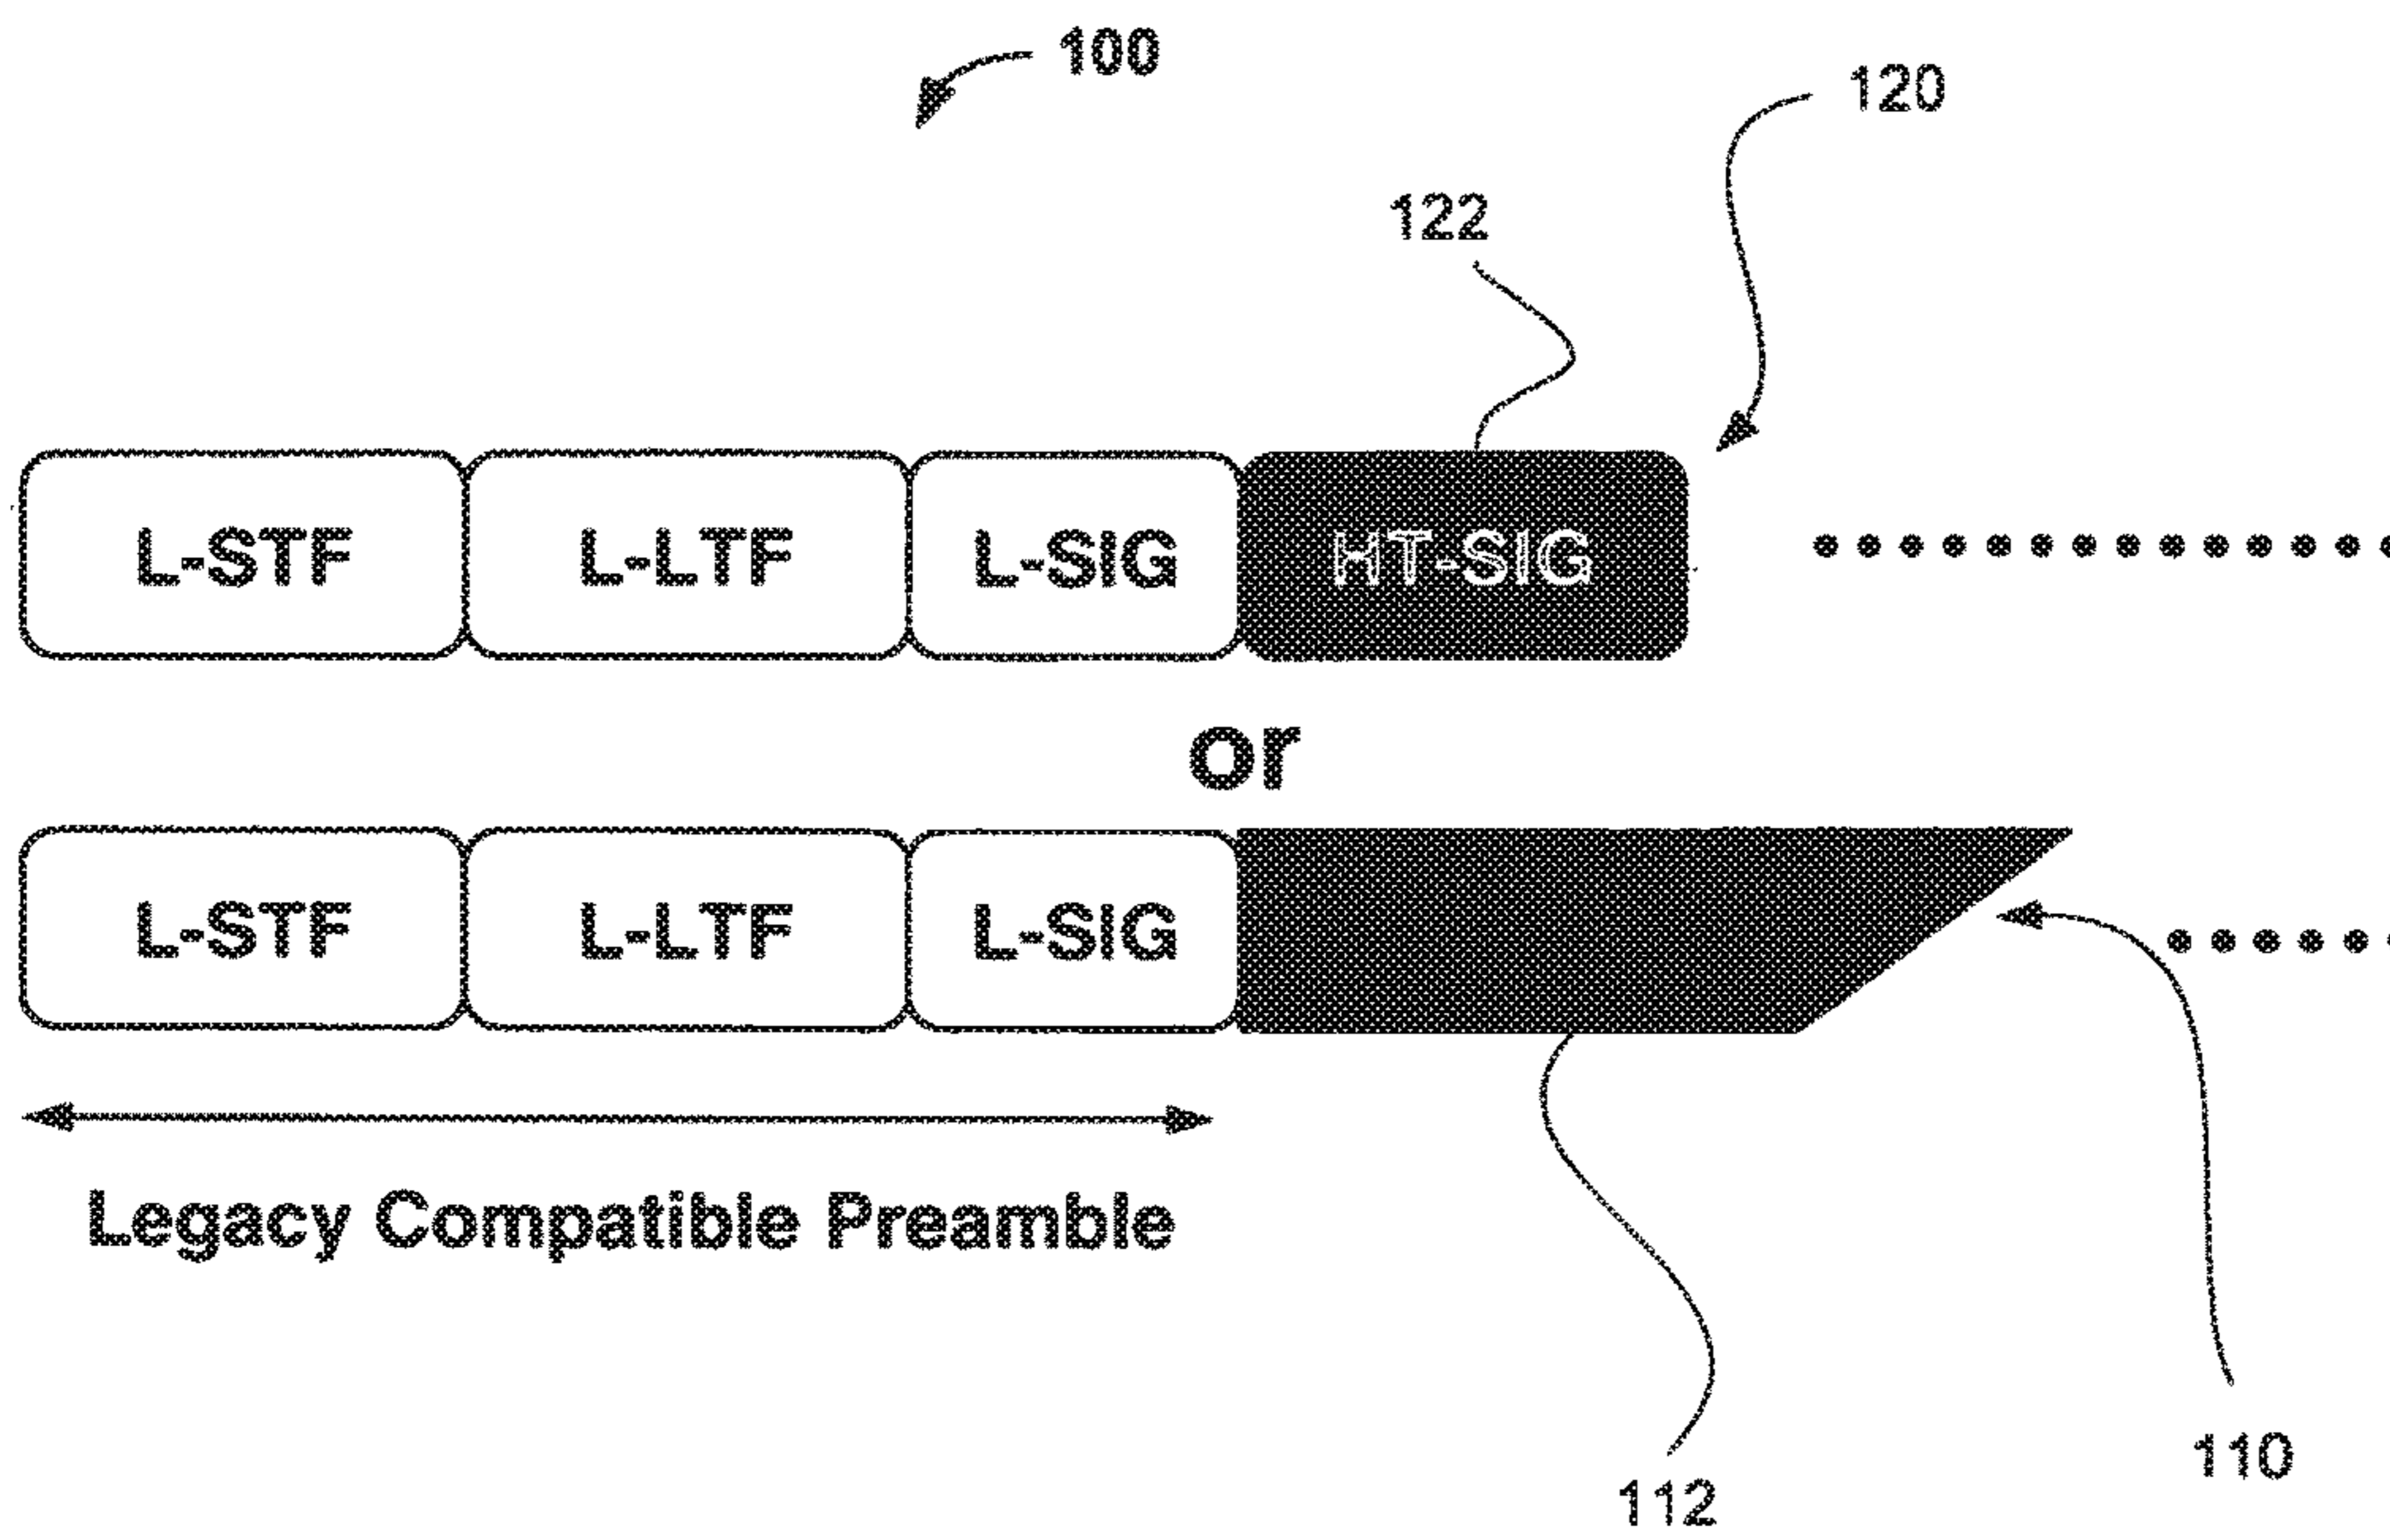 100
120
122
L-STF L-LTF L-SIG HT-SIG
or
L-STF L-LTF L-SIG
Legacy Compatible Preamble
110
112